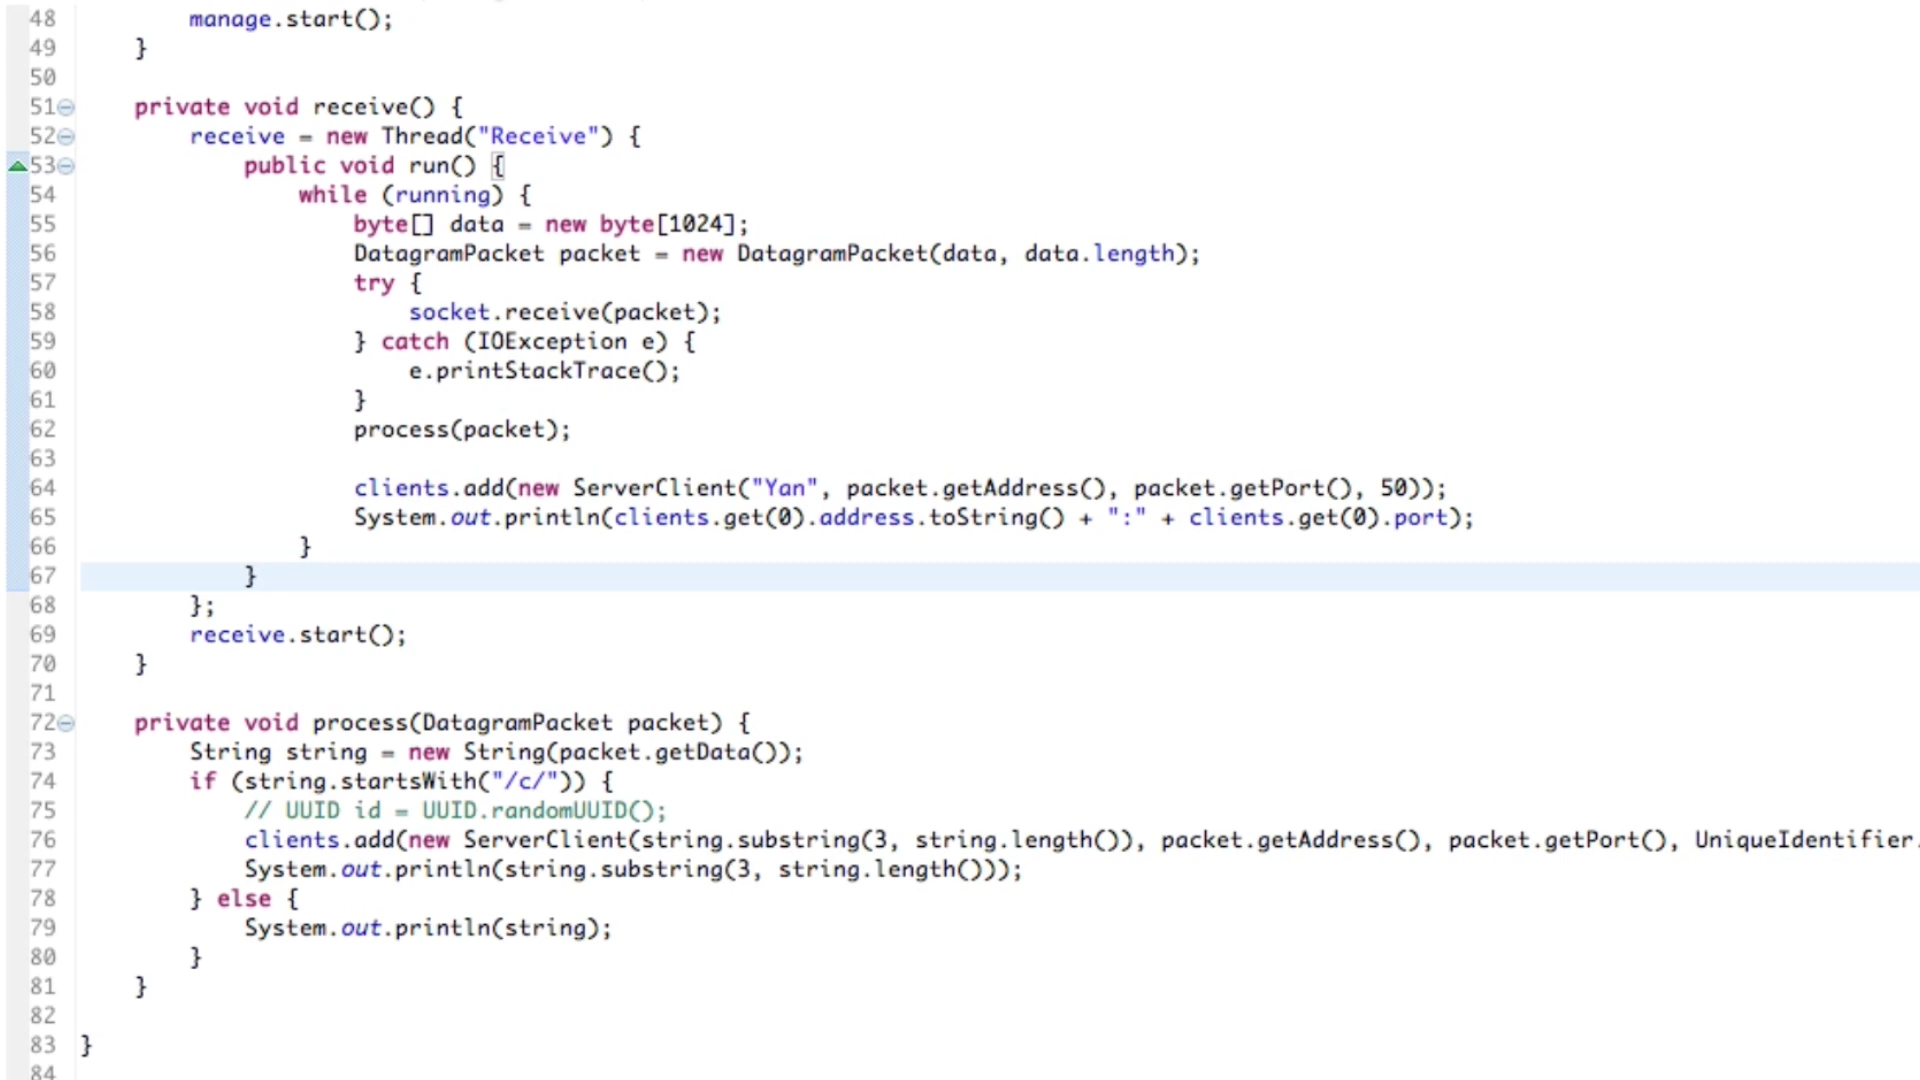 48 manage.start();
49 }
50
51 private void receive() {
52 receive = new Thread("Receive") {
53 public void run() {
54 while (running) {
55 byte[] data = new byte[1024];
56 DatagramPacket packet = new DatagramPacket(data, data.length);
57 try {
58 socket.receive(packet);
59 } catch (IOException e) {
60 e.printStackTrace();
61 }
62 process(packet);
63
64 clients.add(new ServerClient("Yan", packet.getAddress(), packet.getPort(), 50));
65 System.out.println(clients.get(0).address.toString() + ":" + clients.get(0).port);
66 }
67 }
68 };
69 receive.start();
70 }
71
72 private void process(DatagramPacket packet) {
73 String string = new String(packet.getData());
74 if (string.startsWith("/c/")) {
75 // UUID id = UUID.randomUUID();
76 clients.add(new ServerClient(string.substring(3, string.length()), packet.getAddress(), packet.getPort(), UniqueIdentifier.
77 System.out.println(string.substring(3, string.length()));
78 } else {
79 System.out.println(string);
80 }
81 }
82
83 }
84